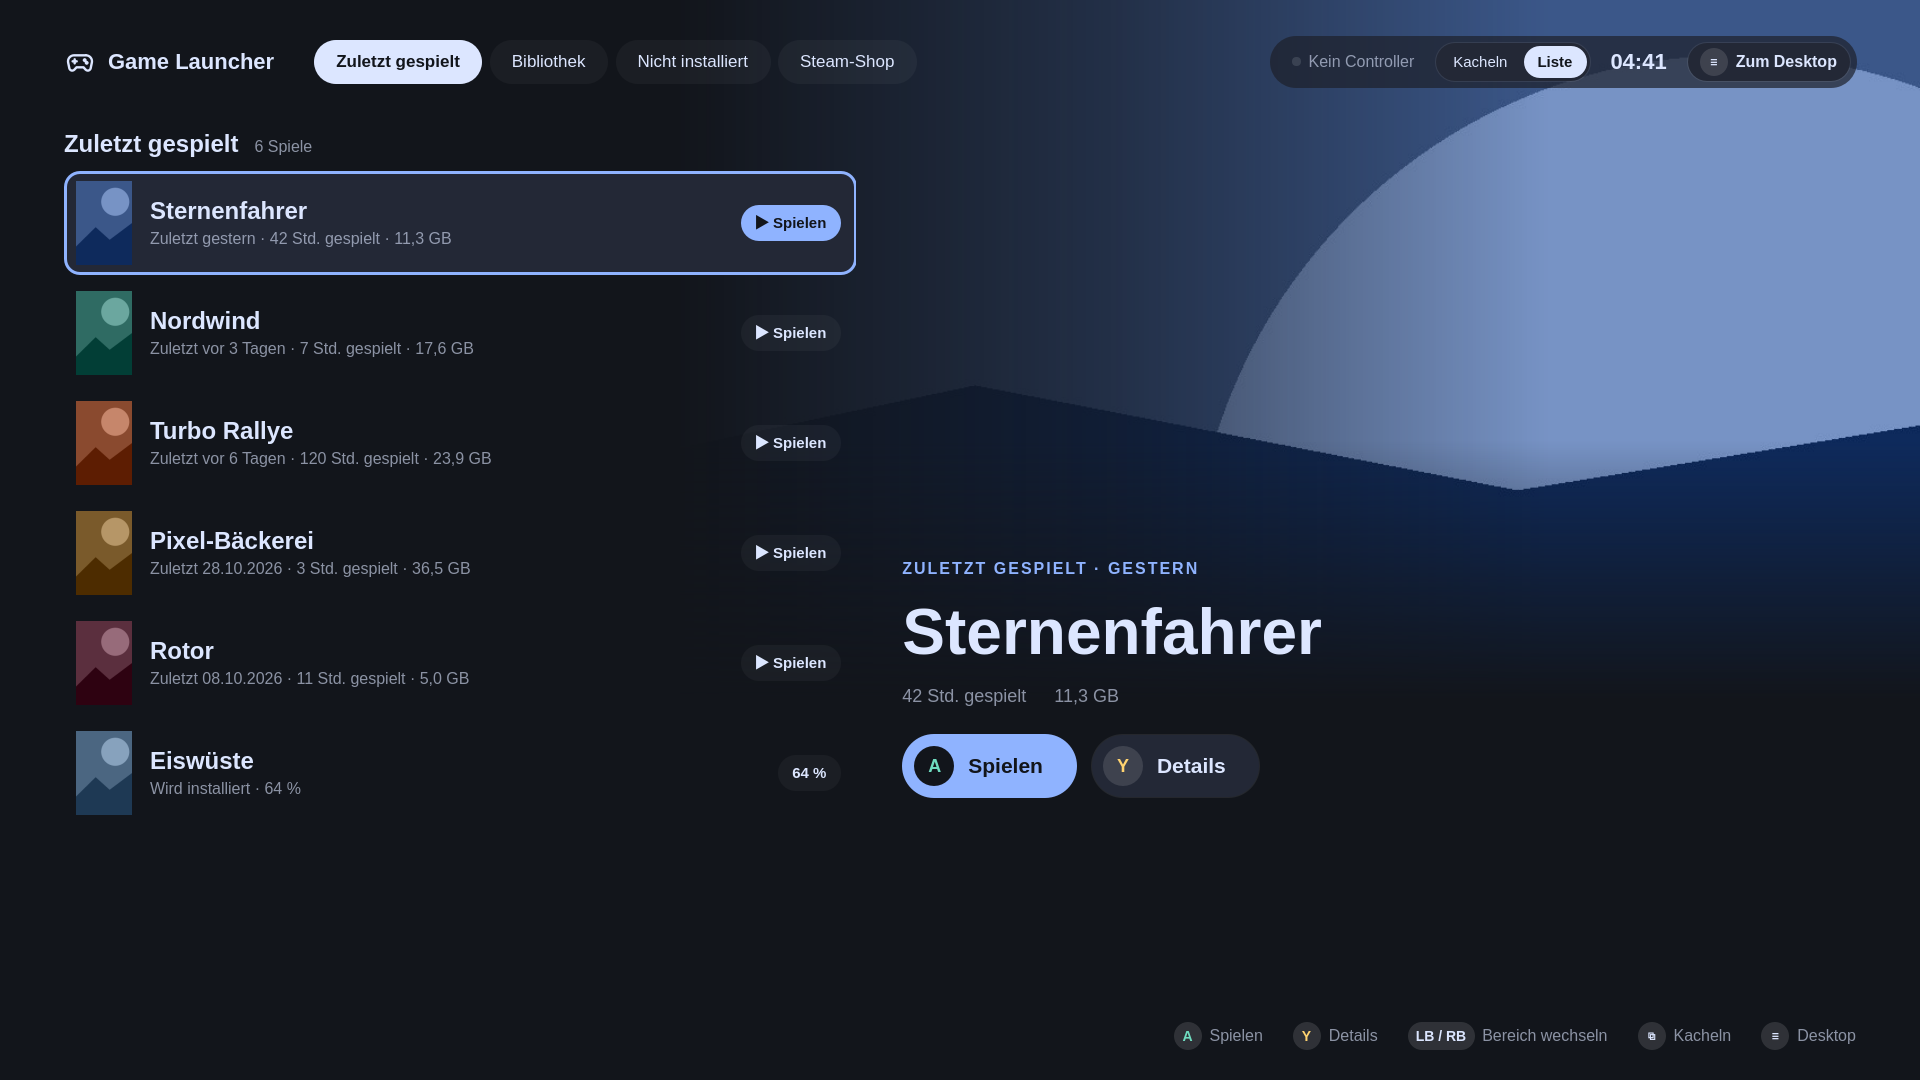 Game Launcher
Zuletzt gespielt
Bibliothek
Nicht installiert
Steam-Shop
Kein Controller
Kacheln
Liste
04:41
Zum Desktop
Zuletzt gespielt
6 Spiele
Sternenfahrer
Zuletzt gestern · 42 Std. gespielt · 11,3 GB
Spielen
Nordwind
Zuletzt vor 3 Tagen · 7 Std. gespielt · 17,6 GB
Spielen
Turbo Rallye
Zuletzt vor 6 Tagen · 120 Std. gespielt · 23,9 GB
Spielen
Pixel-Bäckerei
Zuletzt 28.10.2026 · 3 Std. gespielt · 36,5 GB
Spielen
Rotor
Zuletzt 08.10.2026 · 11 Std. gespielt · 5,0 GB
Spielen
Eiswüste
Wird installiert · 64 %
64 %
ZULETZT GESPIELT · GESTERN
Sternenfahrer
42 Std. gespielt
11,3 GB
A Spielen
Y Details
A Spielen
Y Details
LB / RB Bereich wechseln
Kacheln
Desktop